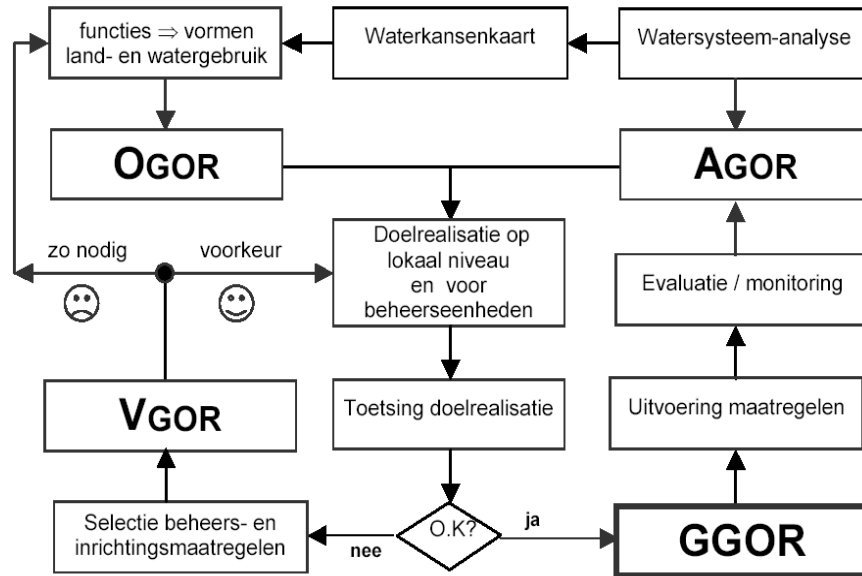 functies ⇒ vormen
land- en watergebruik
Waterkansenkaart
Watersysteem-analyse
OGOR
AGOR
zo nodig
voorkeur
Doelrealisatie op
lokaal niveau
en voor
beheerseenheden
Evaluatie / monitoring
VGOR
Toetsing doelrealisatie
Uitvoering maatregelen
Selectie beheers- en
inrichtingsmaatregelen
nee
O.K?
ja
GGOR